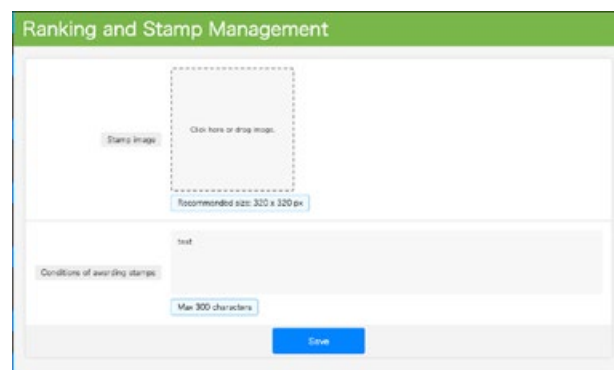 Ranking and Stamp Management
Stamp image
Click here or drag image.
Recommended size: 320 x 320 px
Conditions of awarding stamps
text
Max 300 characters
Save